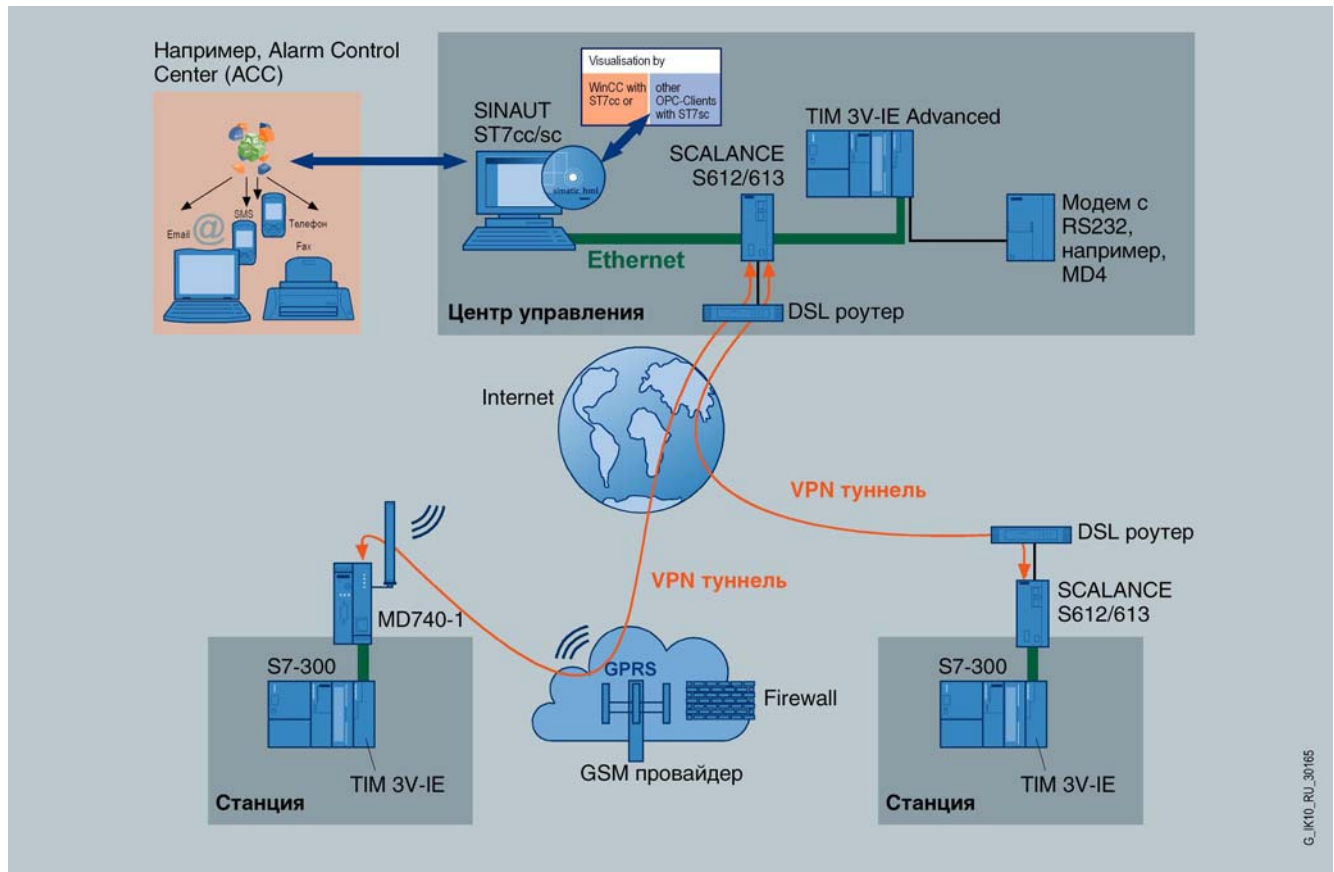 Например, Alarm Control
Center (ACC)
Email
@
SMS
Телефон
Fax
SINAUT
ST7cc/sc
Visualisation by
WinCC with
ST7cc or
other
OPC-Clients
with ST7sc
simatic hmi
SCALANCE
S612/613
TIM 3V-IE Advanced
Модем с
RS232,
например,
MD4
Ethernet
Центр управления
DSL роутер
Internet
VPN туннель
DSL роутер
VPN туннель
SCALANCE
S612/613
MD740-1
S7-300
TIM 3V-IE
Станция
GPRS
Firewall
GSM провайдер
S7-300
TIM 3V-IE
Станция
G_IK10_RU_30165